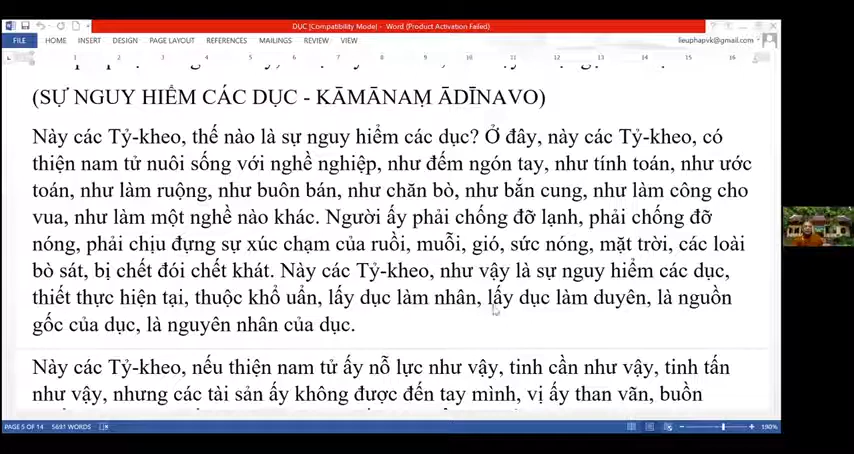 DUC [Compatibility Mode] - Word (Product Activation Failed)
FILE HOME INSERT DESIGN PAGE LAYOUT REFERENCES MAILINGS REVIEW VIEW
lieuphapvk@gmail.com
(SỰ NGUY HIỂM CÁC DỤC - KĀMĀNAṂ ĀDĪNAVO)
Này các Tỷ-kheo, thế nào là sự nguy hiểm các dục? Ở đây, này các Tỷ-kheo, có
thiện nam tử nuôi sống với nghề nghiệp, như đếm ngón tay, như tính toán, như ước
toán, như làm ruộng, như buôn bán, như chăn bò, như bắn cung, như làm công cho
vua, như làm một nghề nào khác. Người ấy phải chống đỡ lạnh, phải chống đỡ
nóng, phải chịu đựng sự xúc chạm của ruồi, muỗi, gió, sức nóng, mặt trời, các loài
bò sát, bị chết đói chết khát. Này các Tỷ-kheo, như vậy là sự nguy hiểm các dục,
thiết thực hiện tại, thuộc khổ uẩn, lấy dục làm nhân, lấy dục làm duyên, là nguồn
gốc của dục, là nguyên nhân của dục.
Này các Tỷ-kheo, nếu thiện nam tử ấy nỗ lực như vậy, tinh cần như vậy, tinh tấn
như vậy, nhưng các tài sản ấy không được đến tay mình, vị ấy than vãn, buồn
PAGE 5 OF 14 5691 WORDS 190%